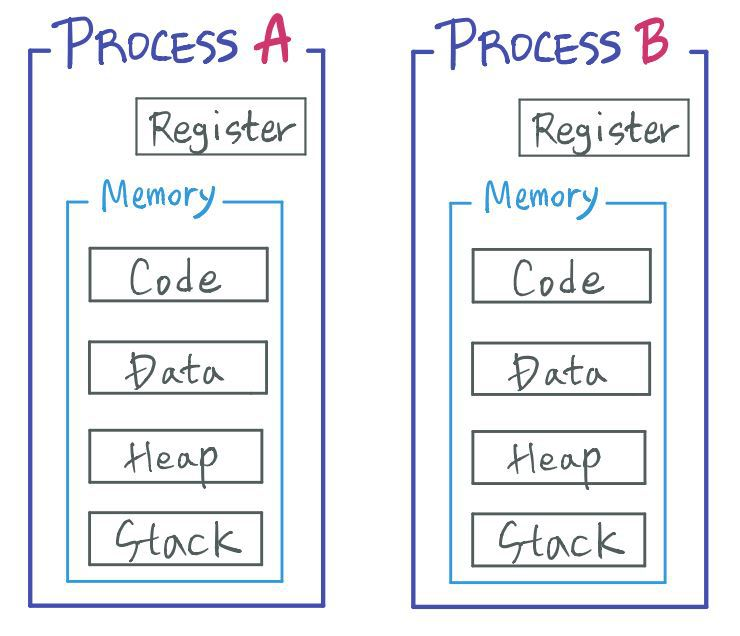 PROCESS A
Register
Memory
Code
Data
Heap
Stack
PROCESS B
Register
Memory
Code
Data
Heap
Stack